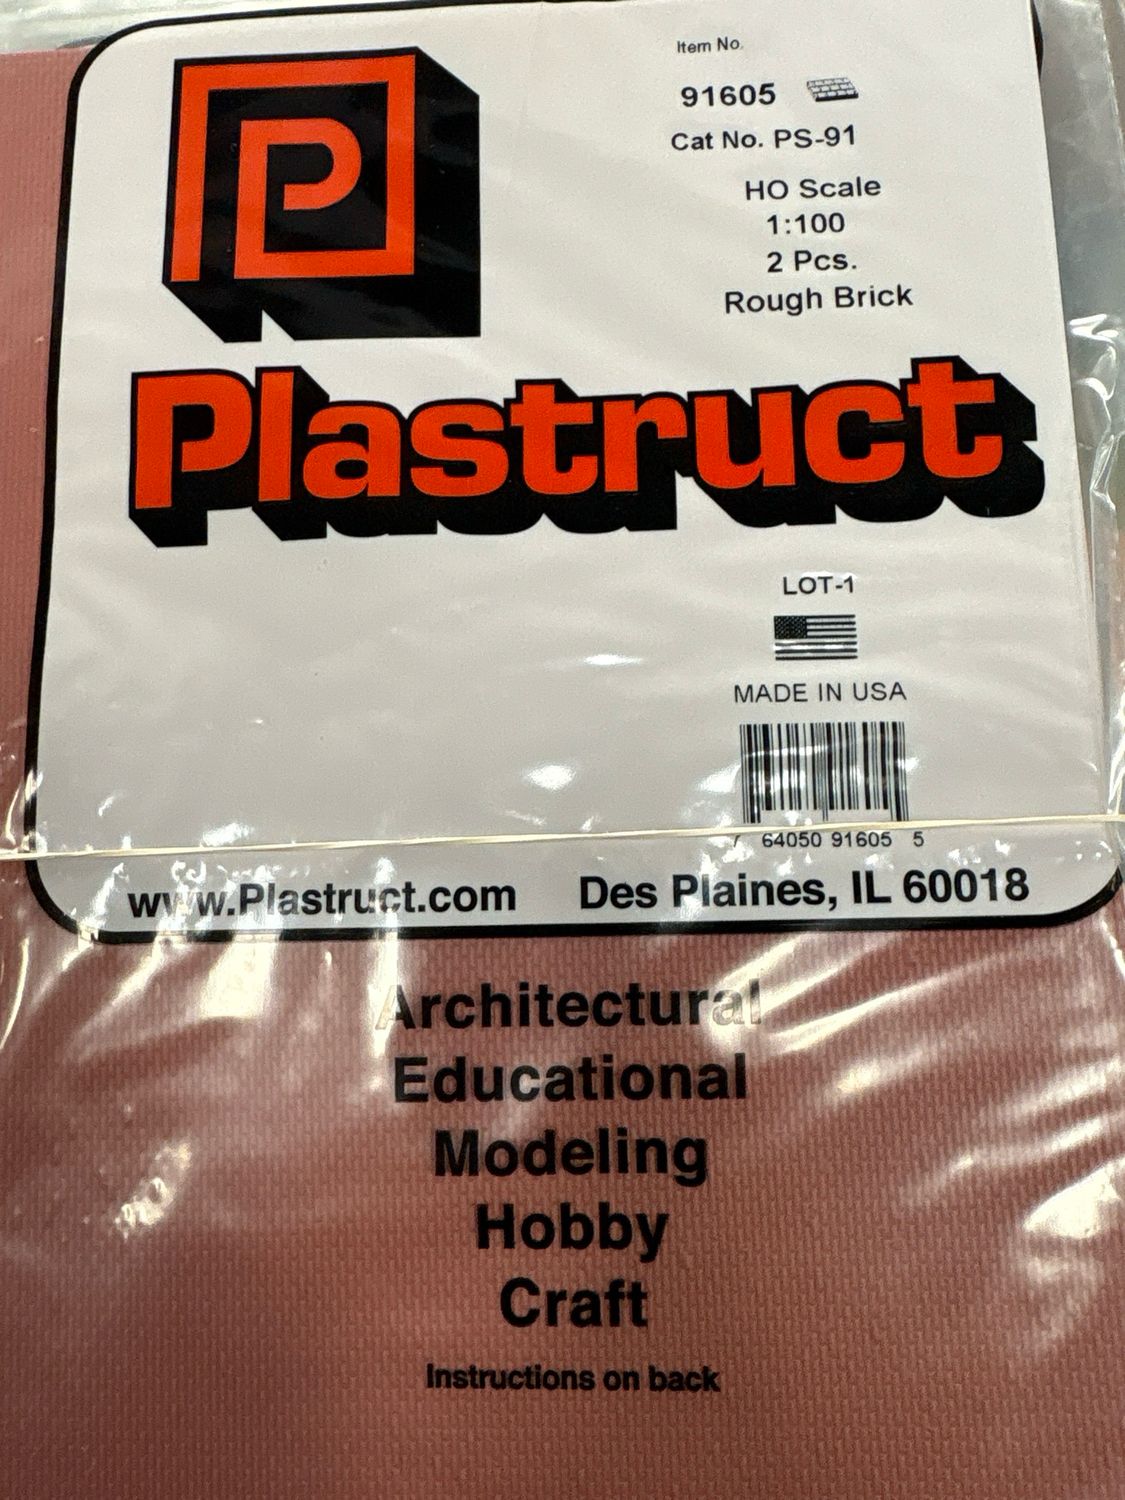 P
Item No.
91605
Cat No. PS-91
HO Scale
1:100
2 Pcs.
Rough Brick
Plastruct
LOT-1
MADE IN USA
64050 91605 5
www.Plastruct.com Des Plaines, IL 60018
Architectural
Educational
Modeling
Hobby
Craft
Instructions on back